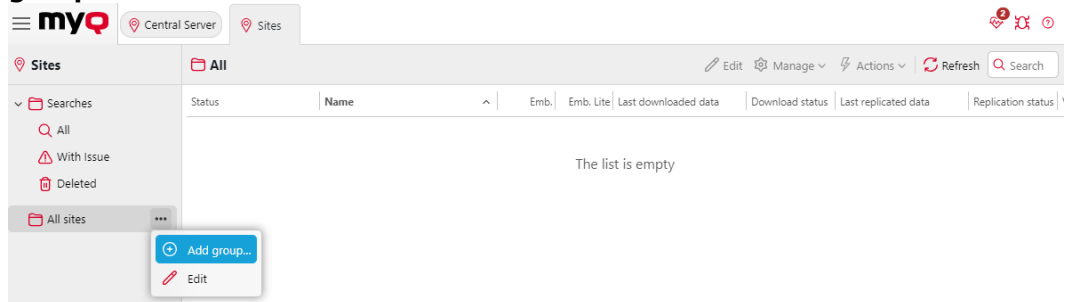 myQ Central Server Sites 2
Sites All Edit Manage Actions Refresh Search
Searches Status Name Emb. Emb. Lite Last downloaded data Download status Last replicated data Replication status
All
With Issue The list is empty
Deleted
All sites
Add group...
Edit